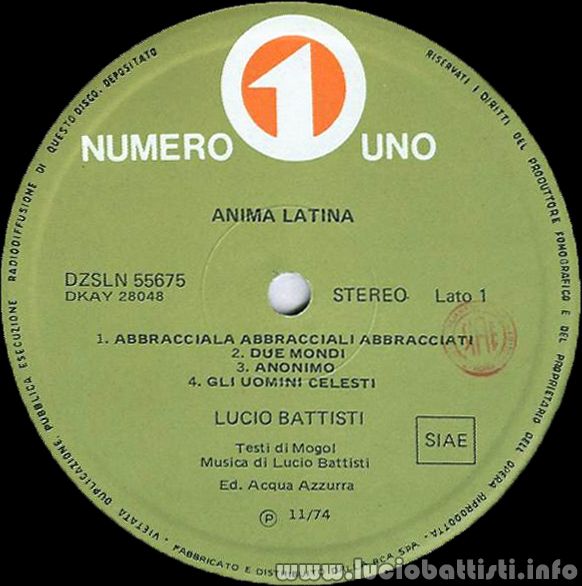 NUMERO 1 UNO
ANIMA LATINA
DZSLN 55675
DKAY 28048
STEREO Lato 1
1. ABBRACCIALA ABBRACCIALI ABBRACCIATI
2. DUE MONDI
3. ANONIMO
4. GLI UOMINI CELESTI
LUCIO BATTISTI
SIAE
Testi di Mogol
Musica di Lucio Battisti
Ed. Acqua Azzurra
Ⓟ 11/74
RISERVATI I DIRITTI DEL PRODUTTORE FONOGRAFICO E DEL PROPRIETARIO DELL'OPERA RIPRODOTTA
VIETATA DUPLICAZIONE, PUBBLICA ESECUZIONE RADIODIFFUSIONE DI QUESTO DISCO. DEPOSITATO
FABBRICATO E RCA S.P.A.
www.luciobattisti.info